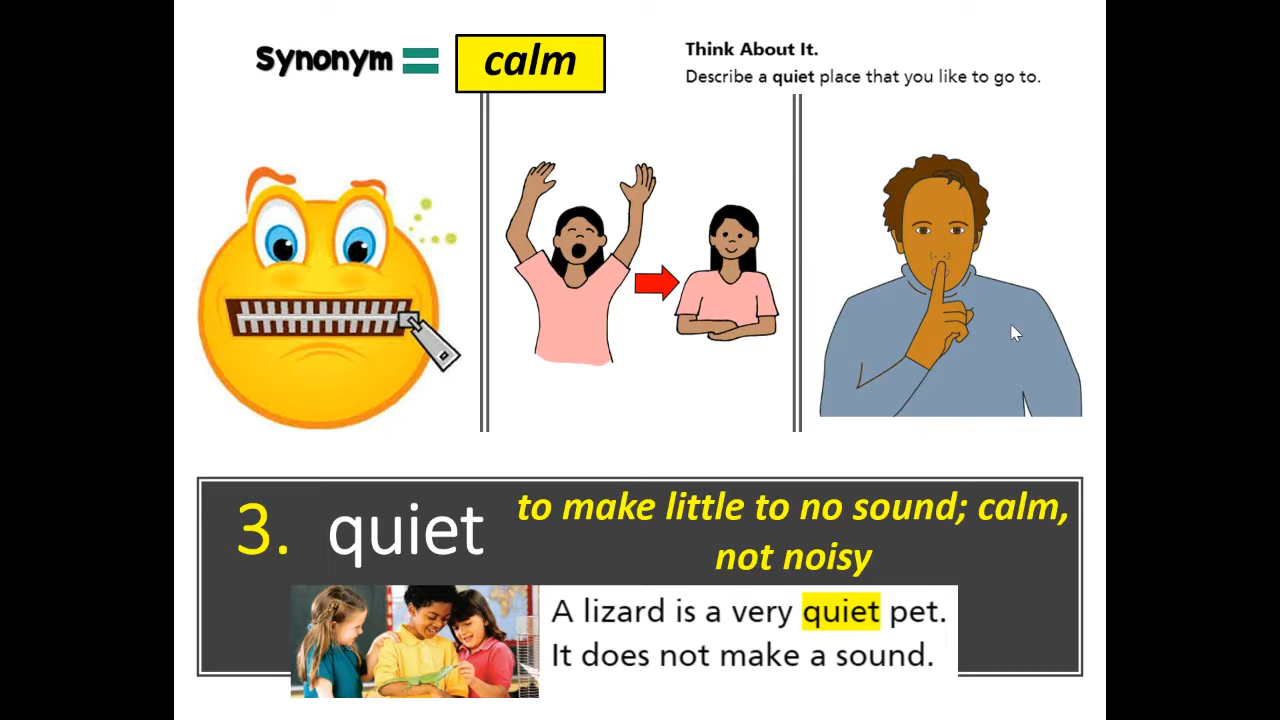 Synonym =
calm
Think About It.
Describe a quiet place that you like to go to.
3. quiet
to make little to no sound; calm,
not noisy
A lizard is a very quiet pet.
It does not make a sound.